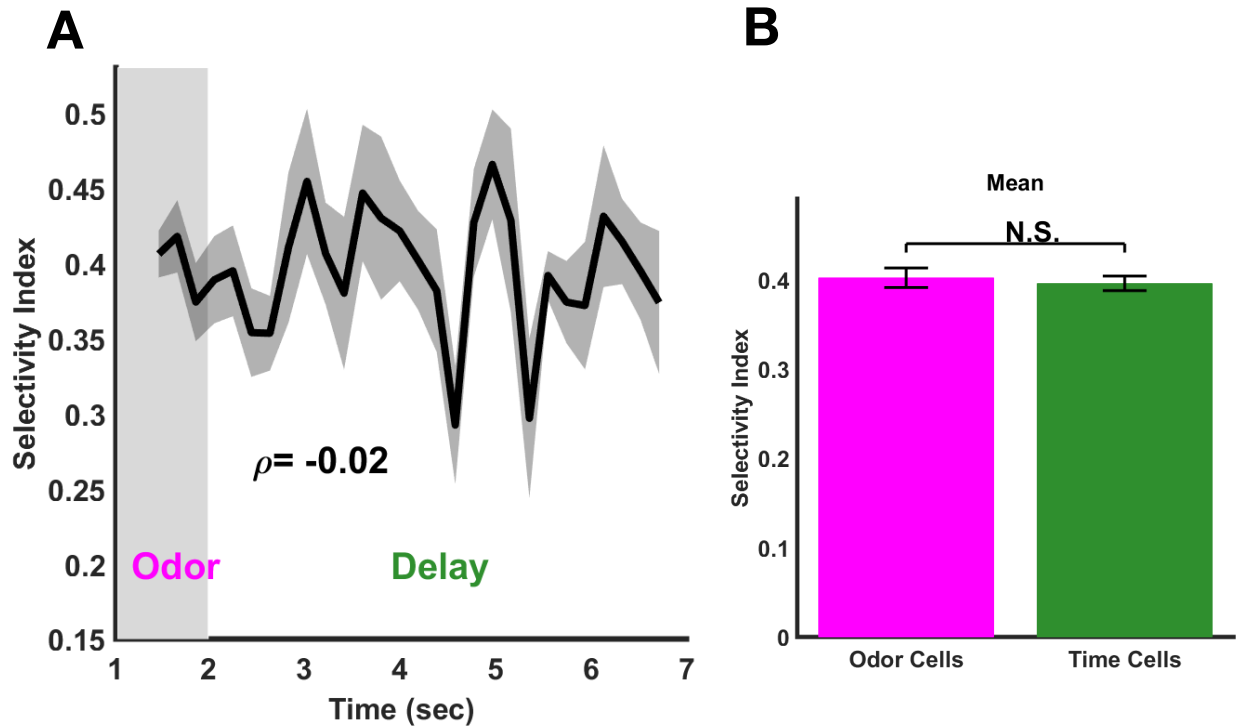 A
Selectivity Index
0.5
0.45
0.4
0.35
0.3
0.25
0.2
0.15
ρ= -0.02
Odor
Delay
1 2 3 4 5 6 7
Time (sec)
B
Mean
N.S.
Selectivity Index
0.4
0.3
0.2
0.1
0
Odor Cells Time Cells